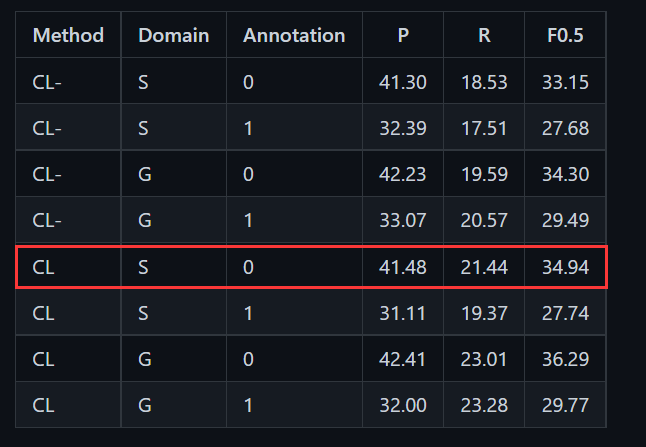 Method Domain Annotation P R F0.5
CL- S 0 41.30 18.53 33.15
CL- S 1 32.39 17.51 27.68
CL- G 0 42.23 19.59 34.30
CL- G 1 33.07 20.57 29.49
CL S 0 41.48 21.44 34.94
CL S 1 31.11 19.37 27.74
CL G 0 42.41 23.01 36.29
CL G 1 32.00 23.28 29.77